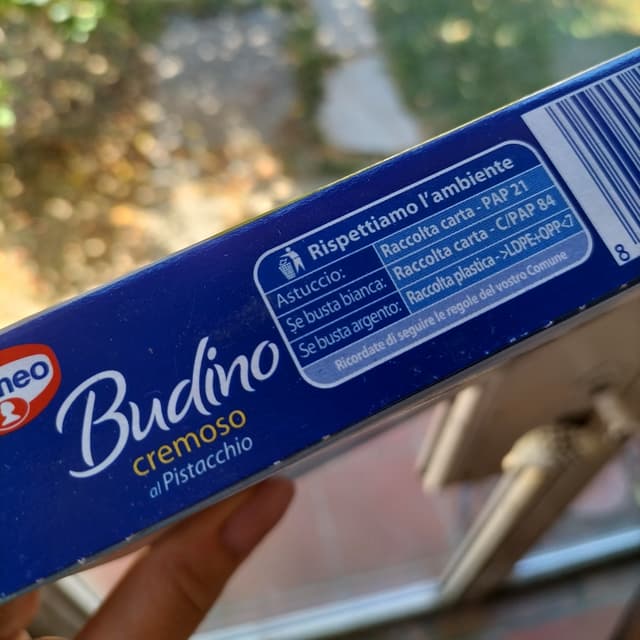 Rispettiamo l'ambiente
Astuccio: Raccolta carta - PAP 21
Se busta bianca: Raccolta carta - C/PAP 84
Se busta argento: Raccolta plastica ->LDPE+OPP<7
Ricordate di seguire le regole del vostro Comune
neo
Budino
cremoso
al Pistacchio
8